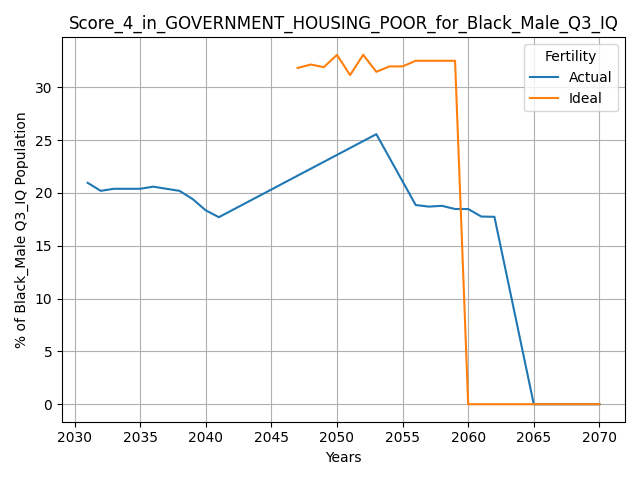 Score_4_in_GOVERNMENT_HOUSING_POOR_for_Black_Male_Q3_IQ
Fertility
Actual
Ideal
% of Black_Male Q3_IQ Population
30
25
20
15
10
5
0
2030 2035 2040 2045 2050 2055 2060 2065 2070
Years